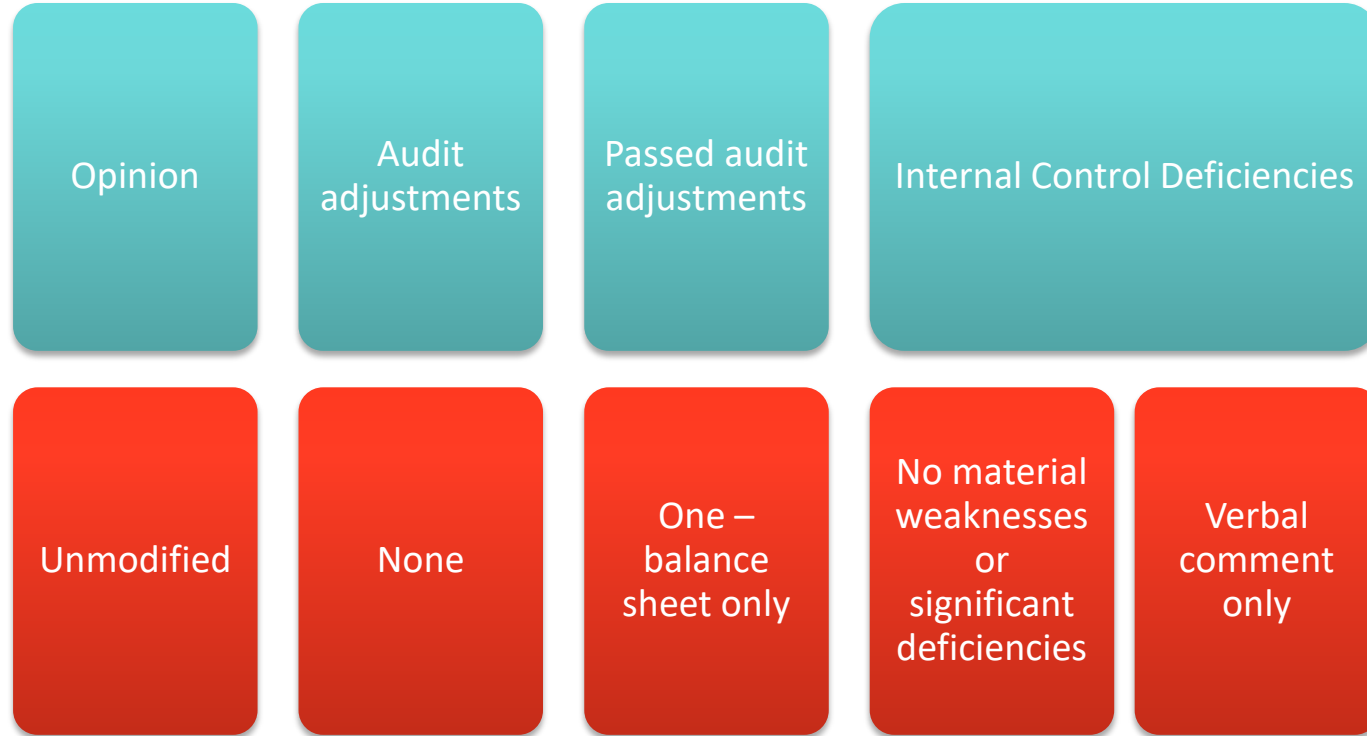 Opinion
Audit
adjustments
Passed audit
adjustments
Internal Control Deficiencies
Unmodified
None
One –
balance
sheet only
No material
weaknesses
or
significant
deficiencies
Verbal
comment
only